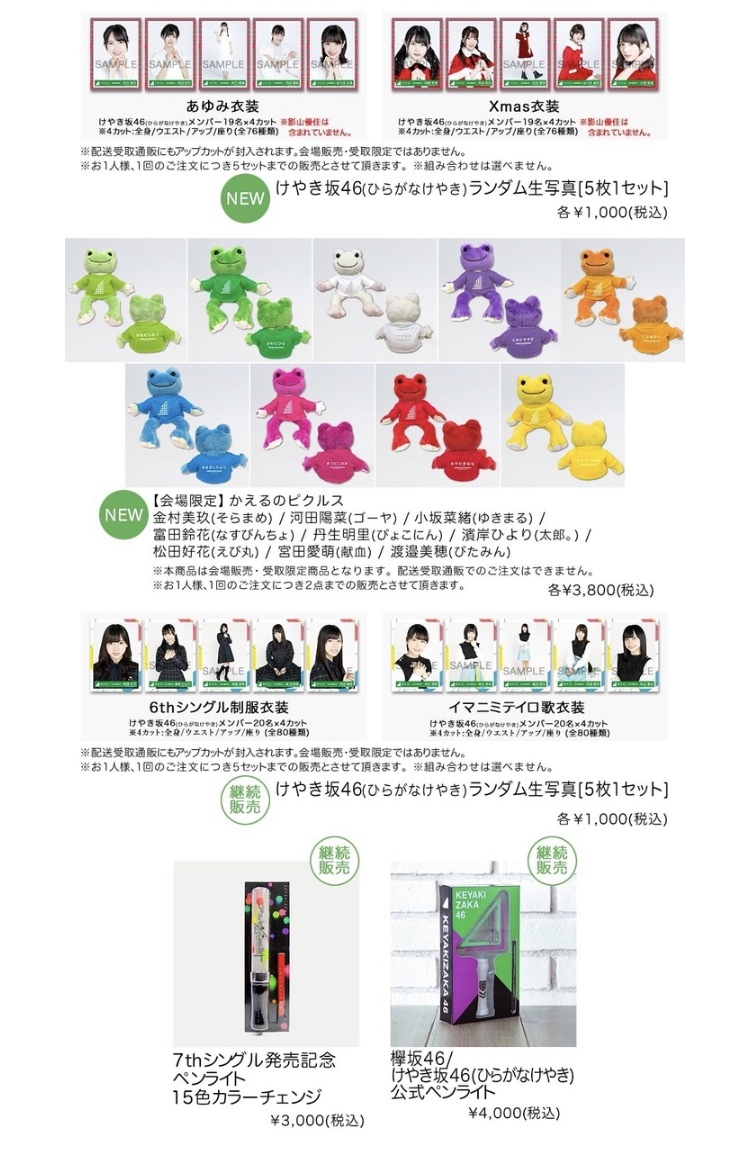 SAMPLE SAMPLE SAMPLE SAMPLE SAMPLE
あゆみ衣装
けやき坂46(ひらがなけやき)メンバー19名×4カット ※影山優佳は
※4カット:全身/ウエスト/アップ/座り(全76種類) 含まれていません。
SAMPLE SAMPLE SAMPLE SAMPLE SAMPLE
Xmas衣装
けやき坂46(ひらがなけやき)メンバー19名×4カット ※影山優佳は
※4カット:全身/ウエスト/アップ/座り(全76種類) 含まれていません。
※配送受取通販にもアップカットが封入されます。会場販売・受取限定ではありません。
※お1人様、1回のご注文につき5セットまでの販売とさせて頂きます。 ※組み合わせは選べません。
NEW
けやき坂46(ひらがなけやき)ランダム生写真[5枚1セット]
各¥1,000(税込)
NEW
【会場限定】かえるのピクルス
金村美玖(そらまめ) / 河田陽菜(ゴーヤ) / 小坂菜緒(ゆきまる) /
富田鈴花(なすびんちょ) / 丹生明里(ぴょこにん) / 濱岸ひより(太郎。) /
松田好花(えび丸) / 宮田愛萌(献血) / 渡邉美穂(びたみん)
※本商品は会場販売・受取限定商品となります。配送受取通販でのご注文はできません。
※お1人様、1回のご注文につき2点までの販売とさせて頂きます。
各¥3,800(税込)
SAMPLE SAMPLE SAMPLE SAMPLE SAMPLE
6thシングル制服衣装
けやき坂46(ひらがなけやき)メンバー20名×4カット
※4カット:全身/ウエスト/アップ/座り (全80種類)
SAMPLE SAMPLE SAMPLE SAMPLE SAMPLE
イマニミテイロ歌衣装
けやき坂46(ひらがなけやき)メンバー20名×4カット
※4カット:全身/ウエスト/アップ/座り (全80種類)
※配送受取通販にもアップカットが封入されます。会場販売・受取限定ではありません。
※お1人様、1回のご注文につき5セットまでの販売とさせて頂きます。 ※組み合わせは選べません。
継続
販売
けやき坂46(ひらがなけやき)ランダム生写真[5枚1セット]
各¥1,000(税込)
継続
販売
7thシングル発売記念
ペンライト
15色カラーチェンジ
¥3,000(税込)
継続
販売
KEYAKI
ZAKA
46
KEYAKIZAKA 46
欅坂46/
けやき坂46(ひらがなけやき)
公式ペンライト
¥4,000(税込)